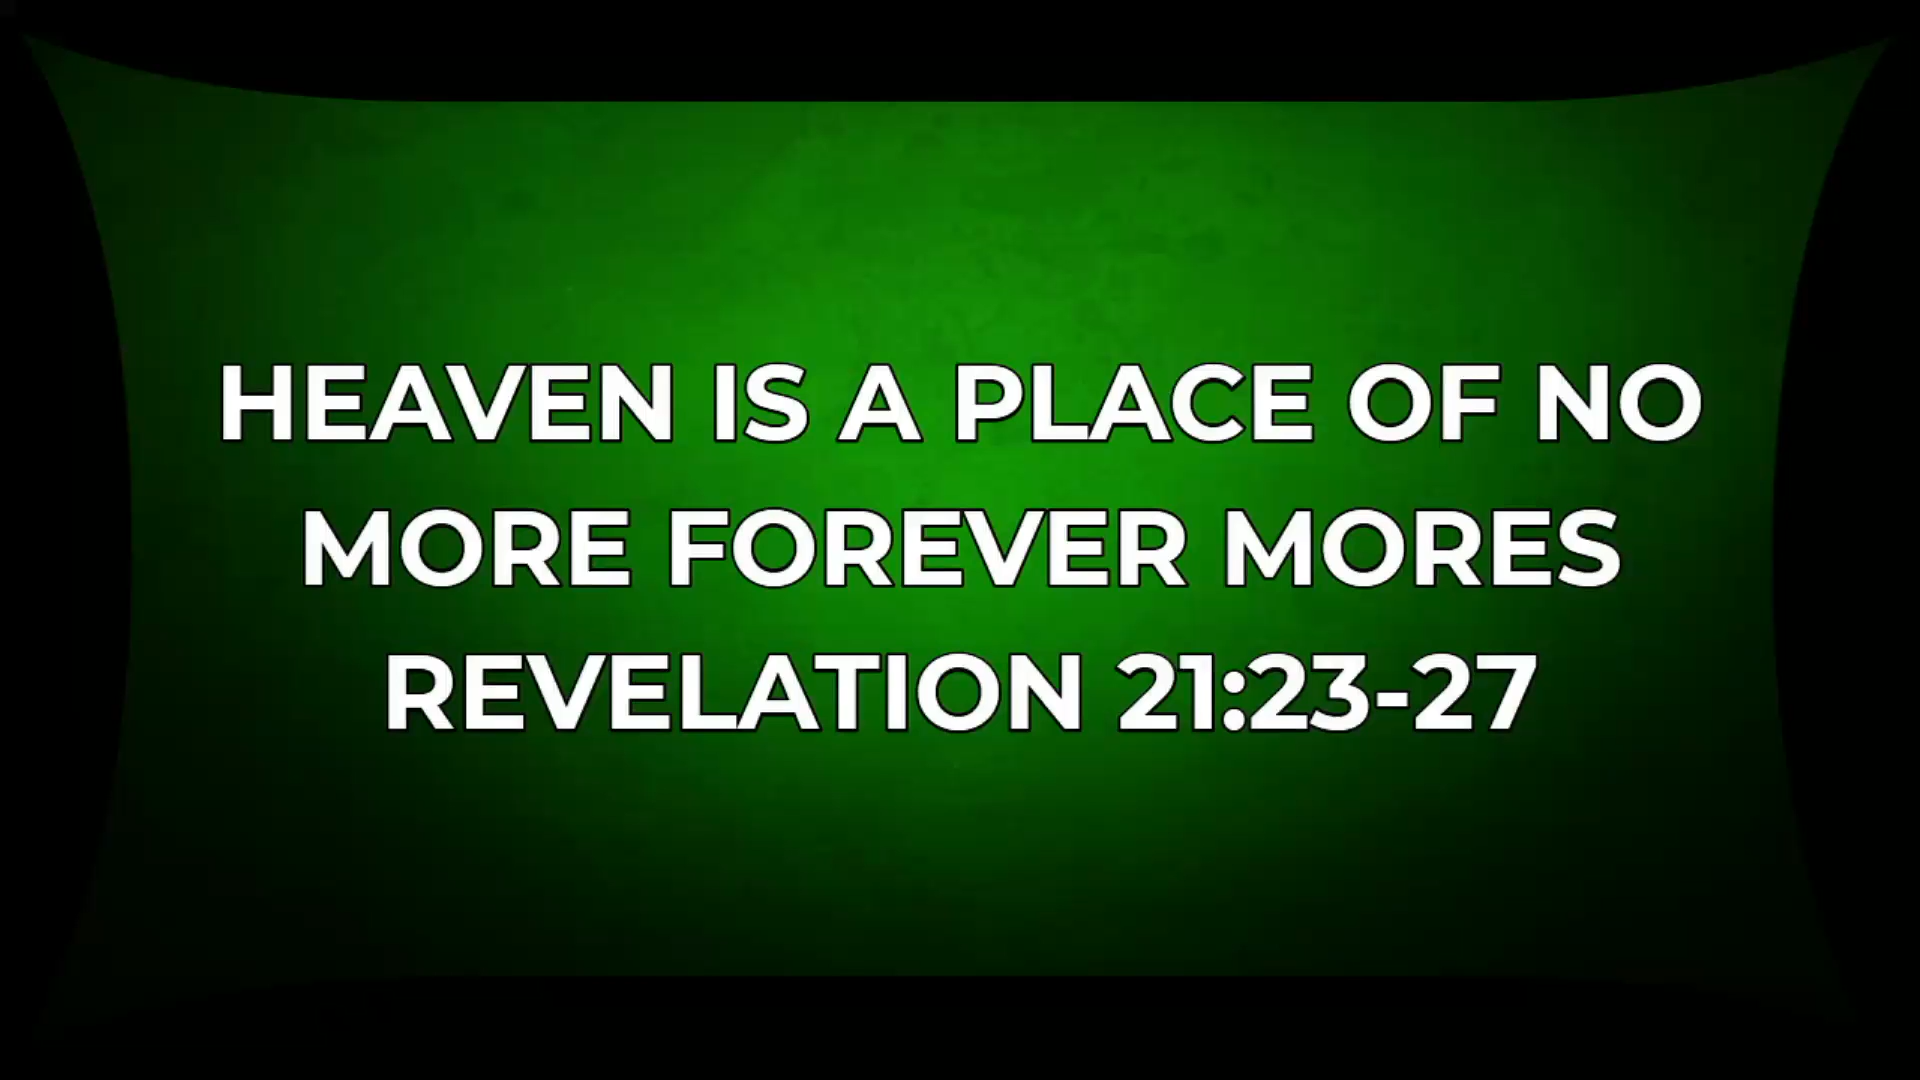 HEAVEN IS A PLACE OF NO
MORE FOREVER MORES
REVELATION 21:23-27